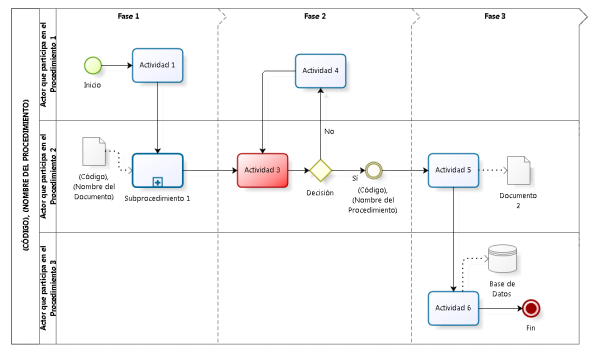 Fase 1
Fase 2
Fase 3
(CÓDIGO), (NOMBRE DEL PROCEDIMIENTO)
Actor que participa en el
Procedimiento 1
Inicio
Actividad 1
Actividad 4
No
Actor que participa en el
Procedimiento 2
(Código),
(Nombre del
Documento)
Subprocedimiento 1
Actividad 3
Decisión
Sí
(Código),
(Nombre del
Procedimiento)
Actividad 5
Documento
2
Actor que participa en el
Procedimiento 3
Base de
Datos
Actividad 6
Fin